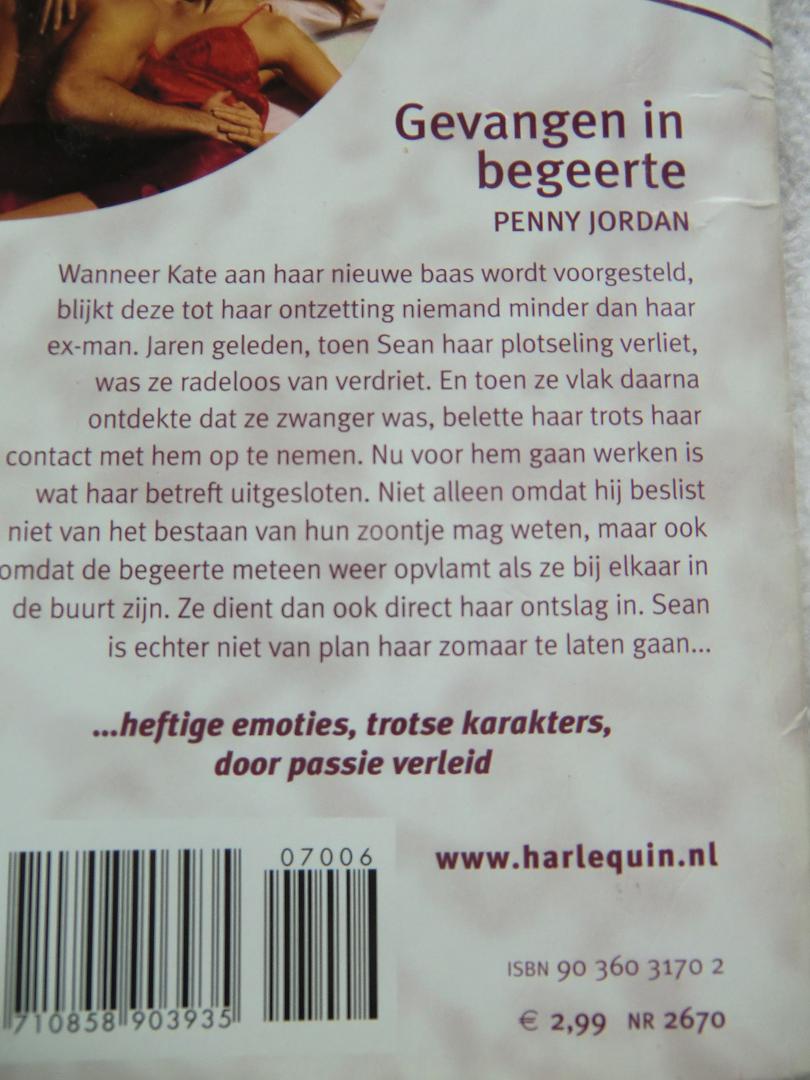 Gevangen in
begeerte
PENNY JORDAN
Wanneer Kate aan haar nieuwe baas wordt voorgesteld,
blijkt deze tot haar ontzetting niemand minder dan haar
ex-man. Jaren geleden, toen Sean haar plotseling verliet,
was ze radeloos van verdriet. En toen ze vlak daarna
ontdekte dat ze zwanger was, belette haar trots haar
contact met hem op te nemen. Nu voor hem gaan werken is
wat haar betreft uitgesloten. Niet alleen omdat hij beslist
niet van het bestaan van hun zoontje mag weten, maar ook
omdat de begeerte meteen weer opvlamt als ze bij elkaar in
de buurt zijn. Ze dient dan ook direct haar ontslag in. Sean
is echter niet van plan haar zomaar te laten gaan...
...heftige emoties, trotse karakters,
door passie verleid
07006
www.harlequin.nl
710858 903935
ISBN 90 360 3170 2
€ 2,99 NR 2670